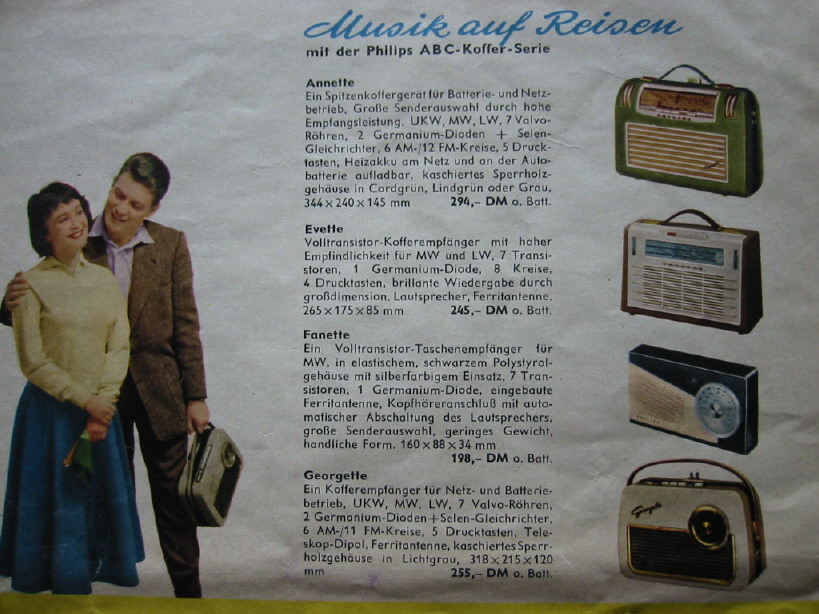 Musik auf Reisen
mit der Philips ABC-Koffer-Serie
Annette
Ein Spitzenkoffergerät für Batterie- und Netz-
betrieb. Große Senderauswahl durch hohe
Empfangsleistung. UKW, MW, LW, 7 Valvo-
Röhren, 2 Germanium-Dioden + Selen-
Gleichrichter, 6 AM-/12 FM-Kreise, 5 Druck-
tasten, Heizakku am Netz und an der Auto-
batterie aufladbar, kaschiertes Sperrholz-
gehäuse in Cordgrün, Lindgrün oder Grau,
344 x 240 x 145 mm 294,- DM o. Batt.
Evette
Volltransistor-Kofferempfänger mit hoher
Empfindlichkeit für MW und LW, 7 Transi-
storen, 1 Germanium-Diode, 8 Kreise,
4 Drucktasten, brillante Wiedergabe durch
großdimension. Lautsprecher, Ferritantenne,
265 x 175 x 85 mm 245,- DM o. Batt.
Fanette
Ein Volltransistor-Taschenempfänger für
MW, in elastischem, schwarzem Polystyrol-
gehäuse mit silberfarbigem Einsatz, 7 Tran-
sistoren, 1 Germanium-Diode, eingebaute
Ferritantenne, Kopfhöreranschluß mit auto-
matischer Abschaltung des Lautsprechers,
große Senderauswahl, geringes Gewicht,
handliche Form. 160 x 88 x 34 mm
198,- DM o. Batt.
Georgette
Ein Kofferempfänger für Netz- und Batterie-
betrieb, UKW, MW, LW, 7 Valvo-Röhren,
2 Germanium-Dioden + Selen-Gleichrichter,
6 AM-/11 FM-Kreise, 5 Drucktasten, Tele-
skop-Dipol, Ferritantenne, kaschiertes Sperr-
holzgehäuse in Lichtgrau, 318 x 215 x 120
mm 255,- DM o. Batt.
PHILIPS